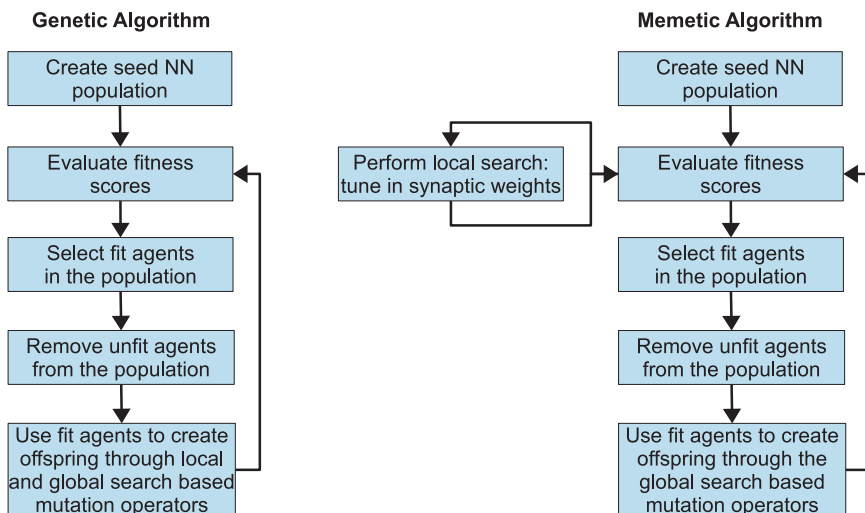 Genetic Algorithm
Create seed NN
population
Evaluate fitness
scores
Select fit agents
in the population
Remove unfit agents
from the population
Use fit agents to create
offspring through local
and global search based
mutation operators
Perform local search:
tune in synaptic weights
Memetic Algorithm
Create seed NN
population
Evaluate fitness
scores
Select fit agents
in the population
Remove unfit agents
from the population
Use fit agents to create
offspring through the
global search based
mutation operators